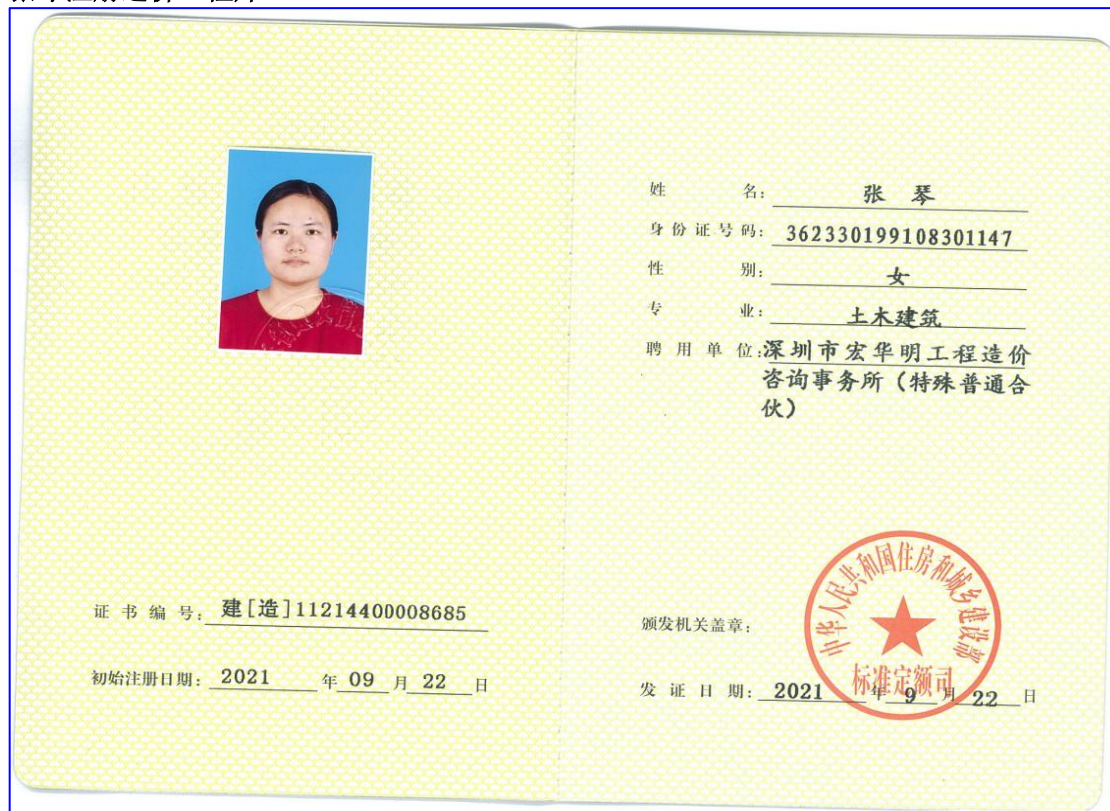 证 书 编 号: 建[造]11214400008685
初始注册日期: 2021 年 09 月 22 日
姓 名: 张 琴
身 份 证 号 码: 362330199108301147
性 别: 女
专 业: 土木建筑
聘 用 单 位: 深圳市宏华明工程造价
咨询事务所（特殊普通合
伙）
颁发机关盖章:
中华人民共和国住房和城乡建设部
标准定额司
发 证 日 期: 2021 年 9 月 22 日